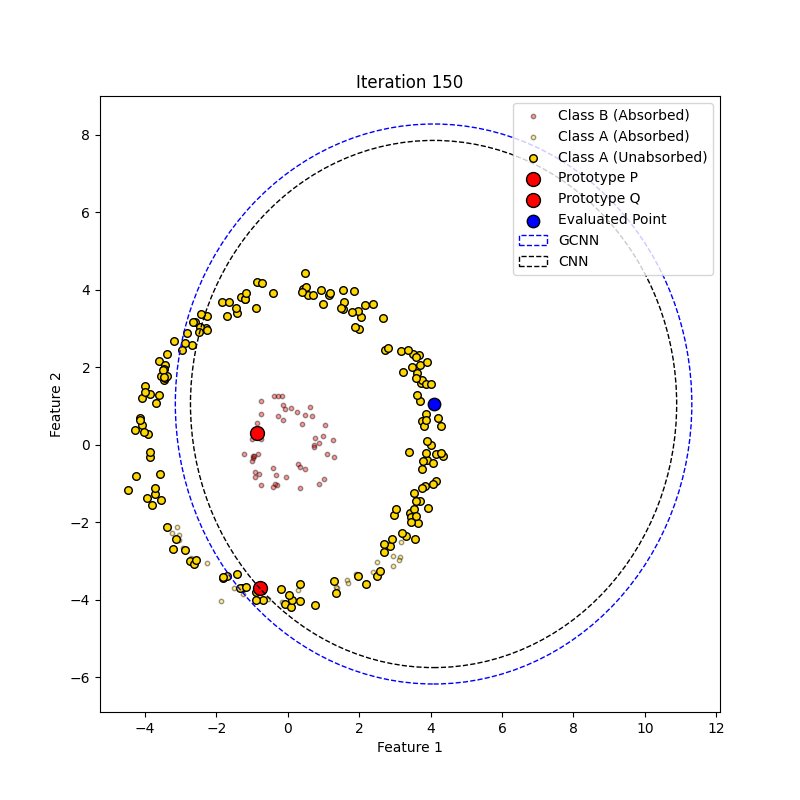 Iteration 150
Class B (Absorbed)
Class A (Absorbed)
Class A (Unabsorbed)
Prototype P
Prototype Q
Evaluated Point
GCNN
CNN
8
6
4
2
0
−2
−4
−6
Feature 2
−4 −2 0 2 4 6 8 10 12
Feature 1